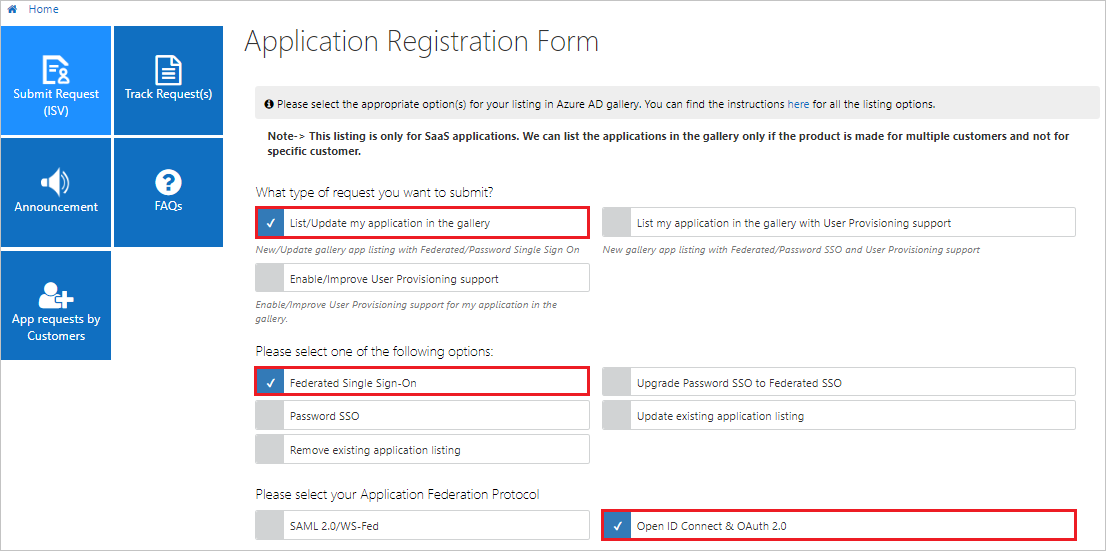 Home
Submit Request
(ISV)
Track Request(s)
Announcement
FAQs
App requests by
Customers
Application Registration Form
Please select the appropriate option(s) for your listing in Azure AD gallery. You can find the instructions here for all the listing options.
Note-> This listing is only for SaaS applications. We can list the applications in the gallery only if the product is made for multiple customers and not for
specific customer.
What type of request you want to submit?
List/Update my application in the gallery
List my application in the gallery with User Provisioning support
New/Update gallery app listing with Federated/Password Single Sign On
New gallery app listing with Federated/Password SSO and User Provisioning support
Enable/Improve User Provisioning support
Enable/Improve User Provisioning support for my application in the
gallery.
Please select one of the following options:
Federated Single Sign-On
Upgrade Password SSO to Federated SSO
Password SSO
Update existing application listing
Remove existing application listing
Please select your Application Federation Protocol
SAML 2.0/WS-Fed
Open ID Connect & OAuth 2.0